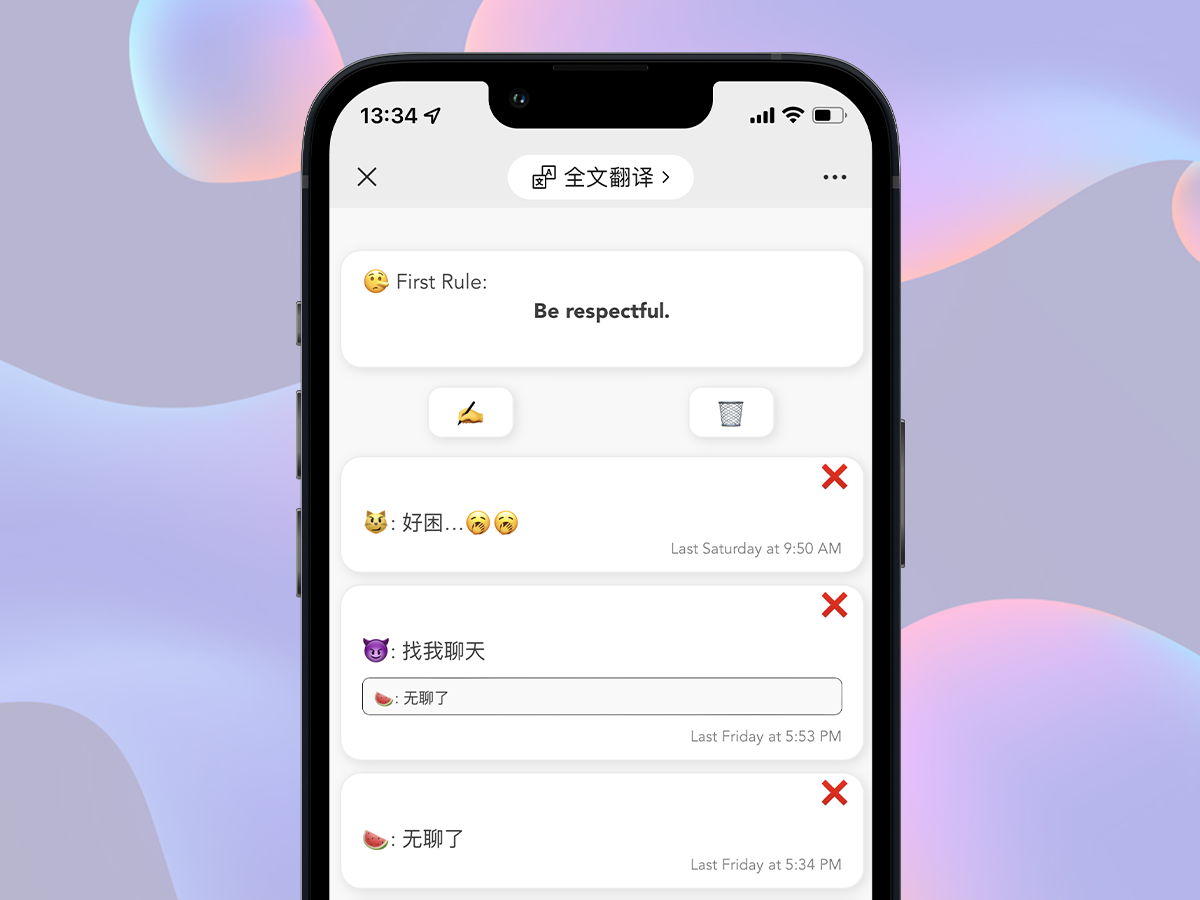 13:34
全文翻译
🤔 First Rule:
Be respectful.
✍️
🗑️
❌
😼: 好困...🥱🥱
Last Saturday at 9:50 AM
❌
😈: 找我聊天
🍉: 无聊了
Last Friday at 5:53 PM
❌
🍉: 无聊了
Last Friday at 5:34 PM